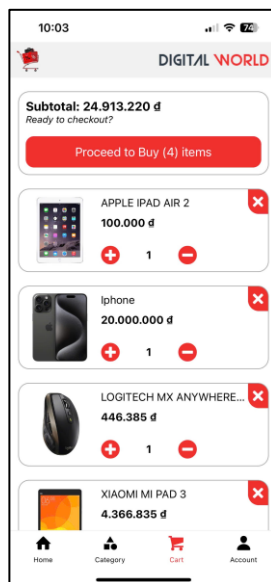 10:03
74
DIGITAL WORLD
Subtotal: 24.913.220 đ
Ready to checkout?
Proceed to Buy (4) items
APPLE IPAD AIR 2
100.000 đ
1
Iphone
20.000.000 đ
1
LOGITECH MX ANYWHERE...
446.385 đ
1
XIAOMI MI PAD 3
4.366.835 đ
Home
Category
Cart
Account